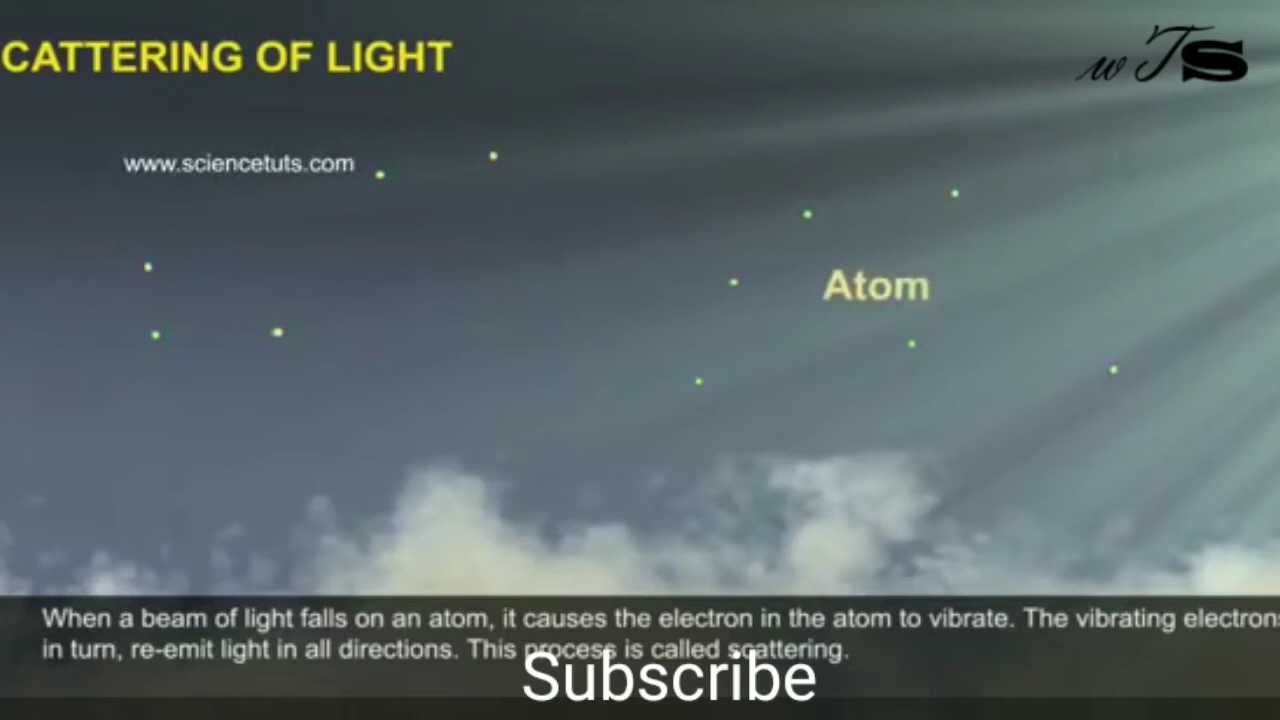 CATTERING OF LIGHT
wTS
www.sciencetuts.com
Atom
When a beam of light falls on an atom, it causes the electron in the atom to vibrate. The vibrating electrons
in turn, re-emit light in all directions. This process is called scattering.
Subscribe